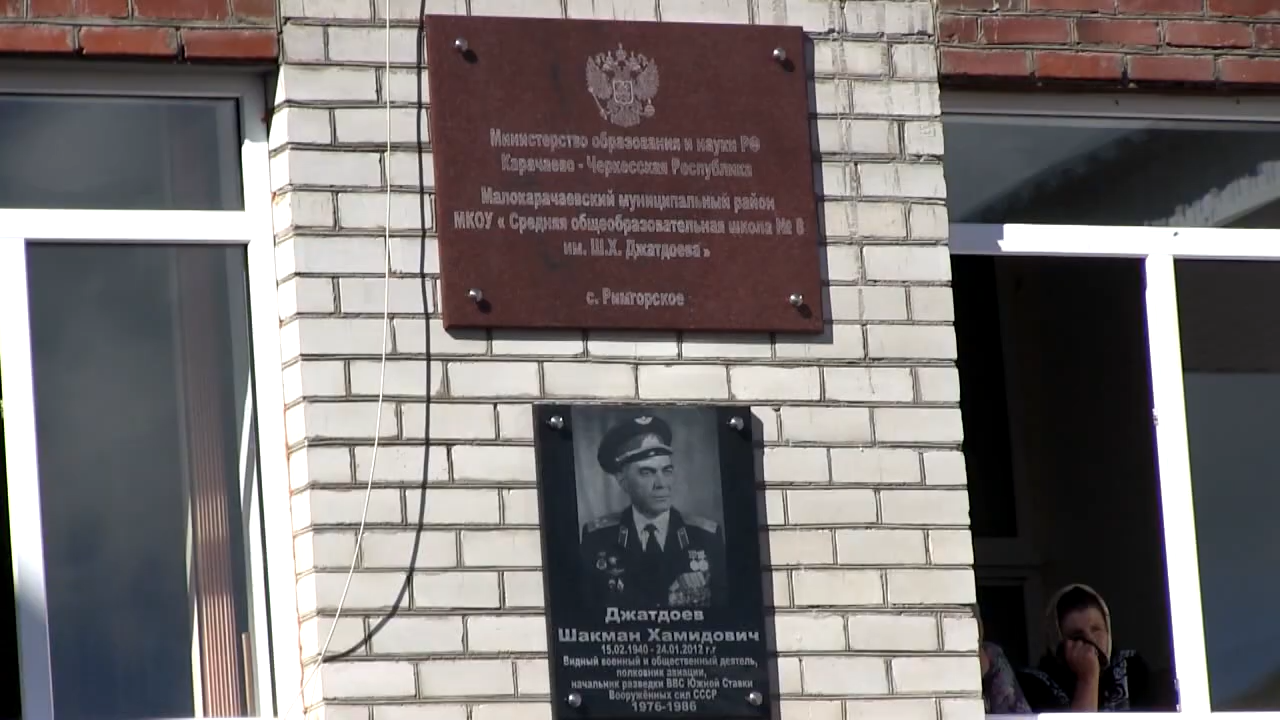 Министерство образования и науки РФ
Карачаево - Черкесская Республика
Малокарачаевский муниципальный район
МКОУ « Средняя общеобразовательная школа № 8
им. Ш.Х. Джатдоева »
с. Римгорское
Джатдоев
Шакман Хамидович
15.02.1940 - 24.01.2012 г.г
Видный военный и общественный деятель,
полковник авиации,
начальник разведки ВВС Южной Ставки
Вооружённых сил СССР
1976-1986